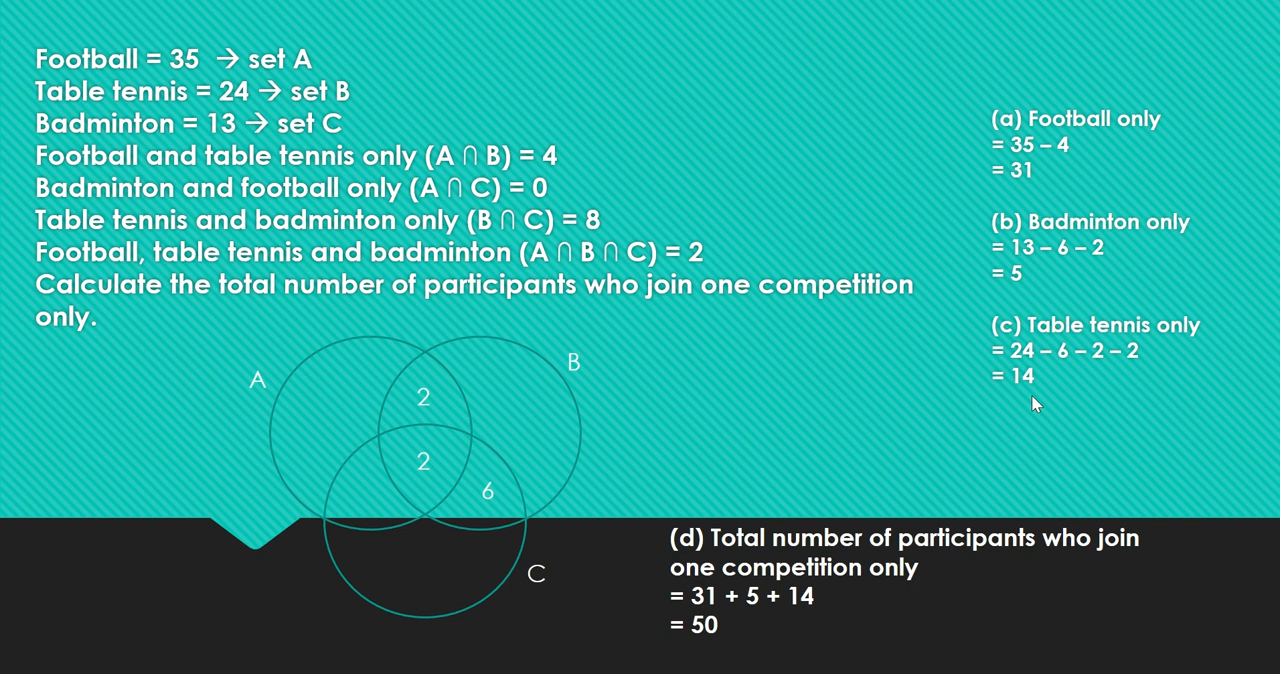 Football = 35 → set A
Table tennis = 24 → set B
Badminton = 13 → set C
Football and table tennis only (A ∩ B) = 4
Badminton and football only (A ∩ C) = 0
Table tennis and badminton only (B ∩ C) = 8
Football, table tennis and badminton (A ∩ B ∩ C) = 2
Calculate the total number of participants who join one competition
only.
A
B
2
2
6
C
(a) Football only
= 35 – 4
= 31
(b) Badminton only
= 13 – 6 – 2
= 5
(c) Table tennis only
= 24 – 6 – 2 – 2
= 14
(d) Total number of participants who join
one competition only
= 31 + 5 + 14
= 50